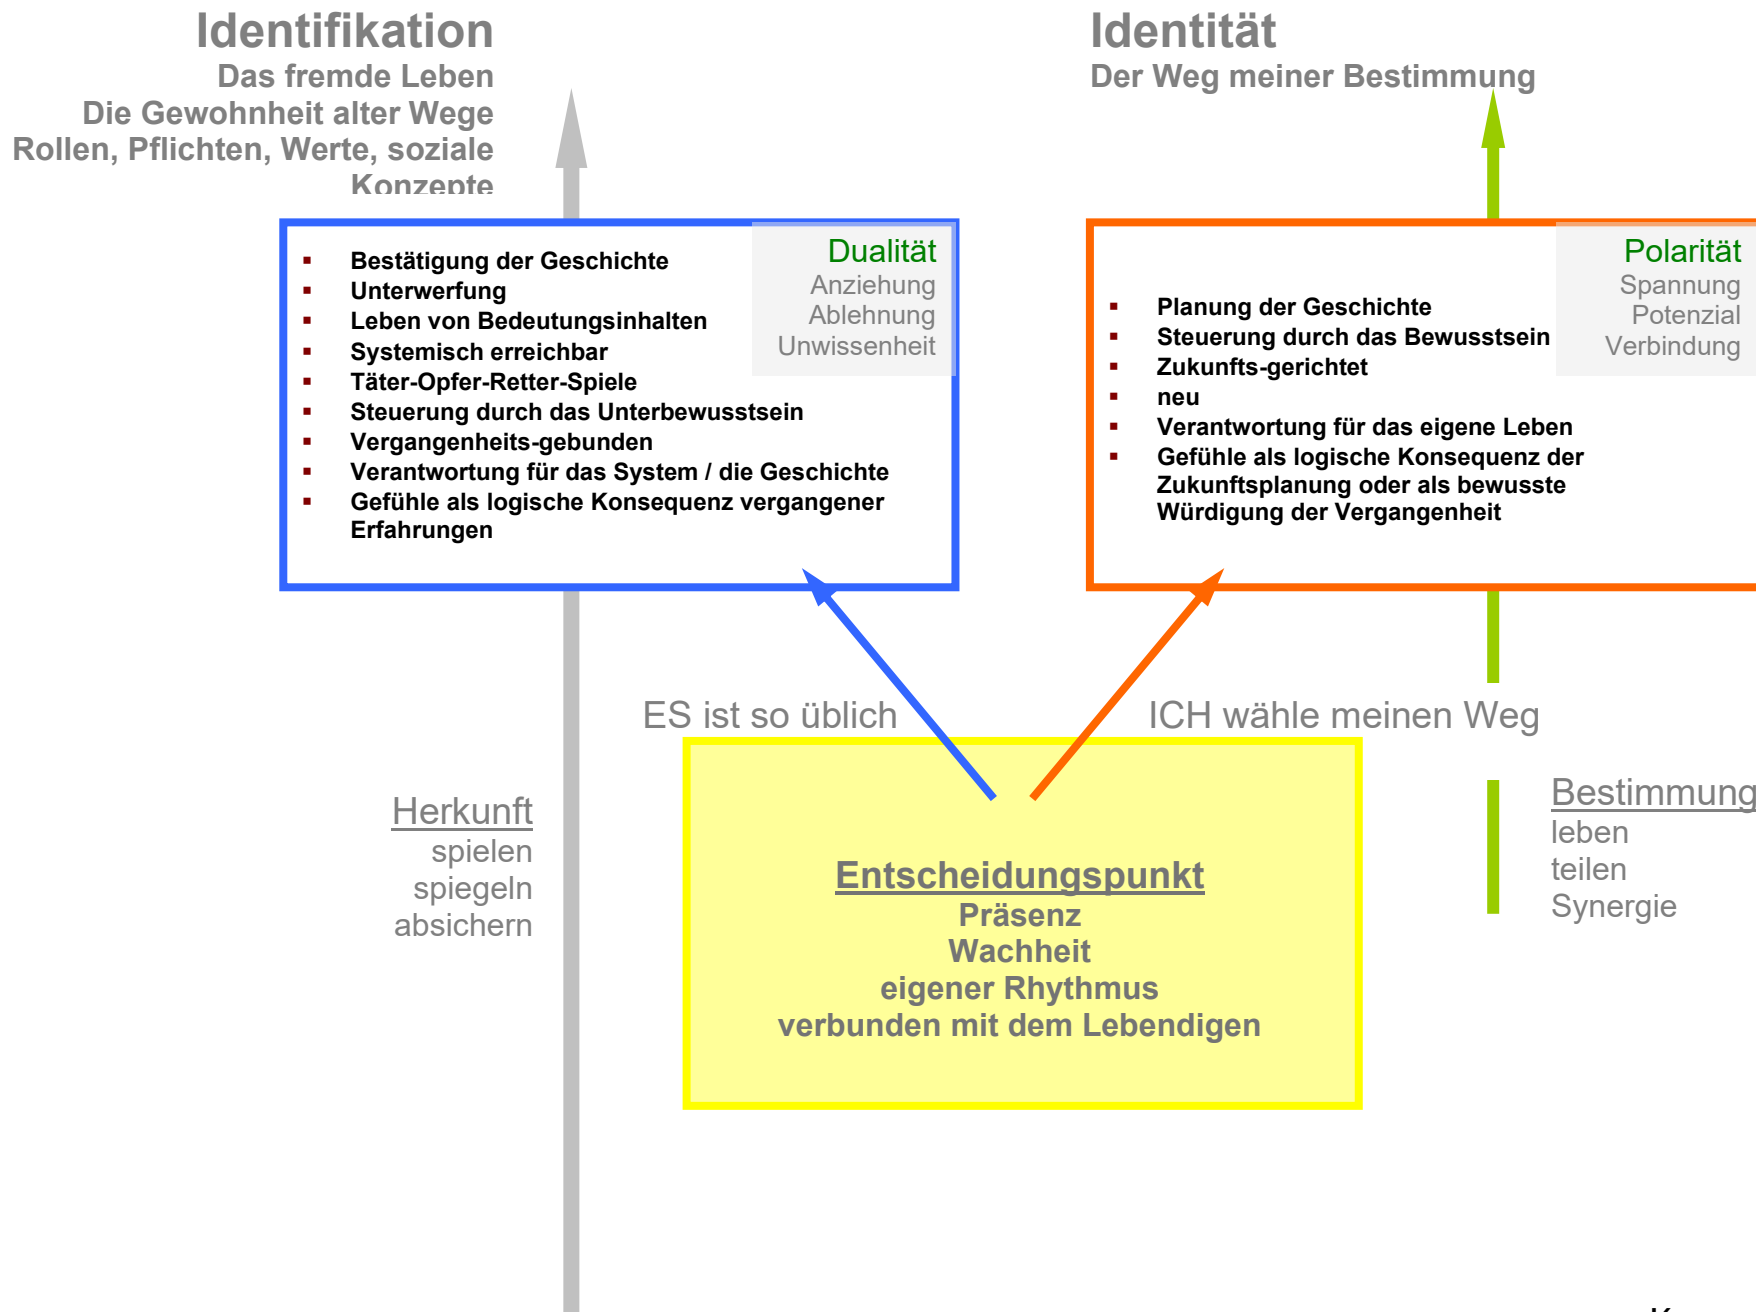 Identifikation
Das fremde Leben
Die Gewohnheit alter Wege
Rollen, Pflichten, Werte, soziale
Konzepte
Identität
Der Weg meiner Bestimmung
▪ Bestätigung der Geschichte
▪ Unterwerfung
▪ Leben von Bedeutungsinhalten
▪ Systemisch erreichbar
▪ Täter-Opfer-Retter-Spiele
▪ Steuerung durch das Unterbewusstsein
▪ Vergangenheits-gebunden
▪ Verantwortung für das System / die Geschichte
▪ Gefühle als logische Konsequenz vergangener
Erfahrungen
Dualität
Anziehung
Ablehnung
Unwissenheit
▪ Planung der Geschichte
▪ Steuerung durch das Bewusstsein
▪ Zukunfts-gerichtet
▪ neu
▪ Verantwortung für das eigene Leben
▪ Gefühle als logische Konsequenz der
Zukunftsplanung oder als bewusste
Würdigung der Vergangenheit
Polarität
Spannung
Potenzial
Verbindung
ES ist so üblich
ICH wähle meinen Weg
Herkunft
spielen
spiegeln
absichern
Entscheidungspunkt
Präsenz
Wachheit
eigener Rhythmus
verbunden mit dem Lebendigen
Bestimmung
leben
teilen
Synergie